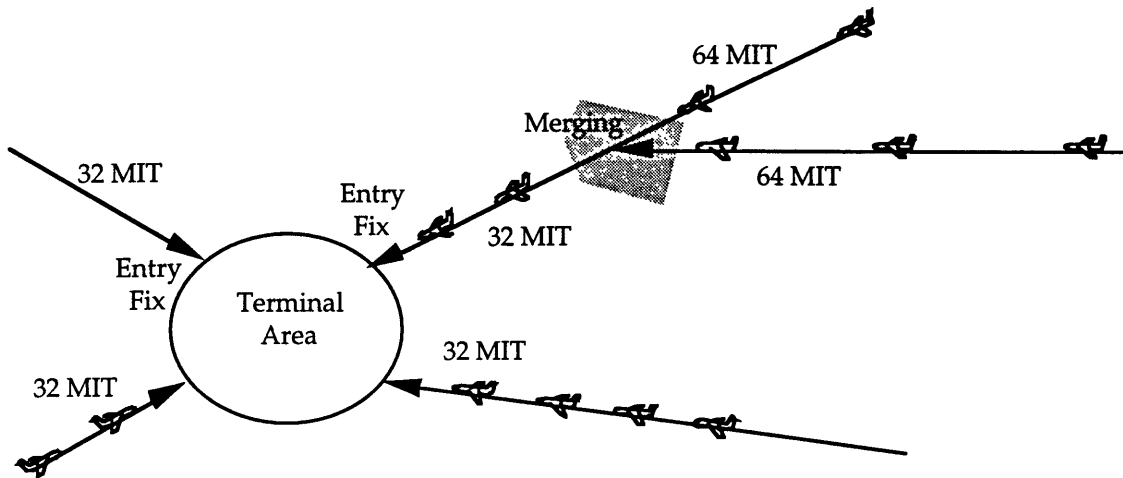 64 MIT
Merging
64 MIT
32 MIT
Entry
Fix
32 MIT
Entry
Fix
Terminal
Area
32 MIT
32 MIT